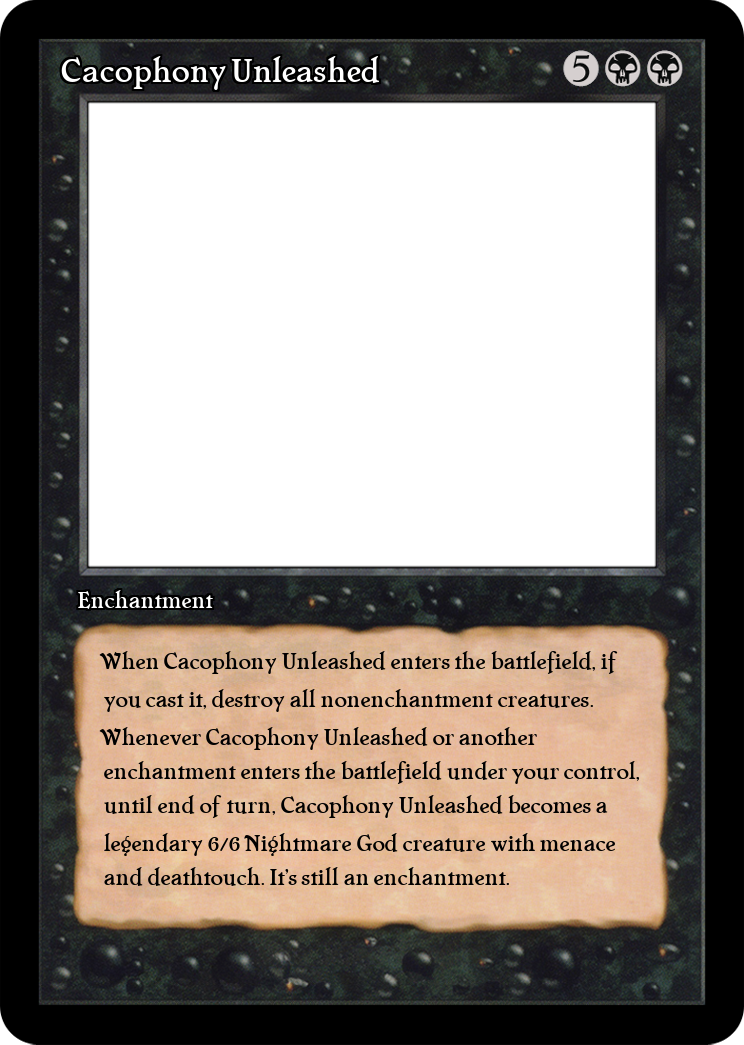 Cacophony Unleashed 5
Enchantment
When Cacophony Unleashed enters the battlefield, if
you cast it, destroy all nonenchantment creatures.
Whenever Cacophony Unleashed or another
enchantment enters the battlefield under your control,
until end of turn, Cacophony Unleashed becomes a
legendary 6/6 Nightmare God creature with menace
and deathtouch. It's still an enchantment.